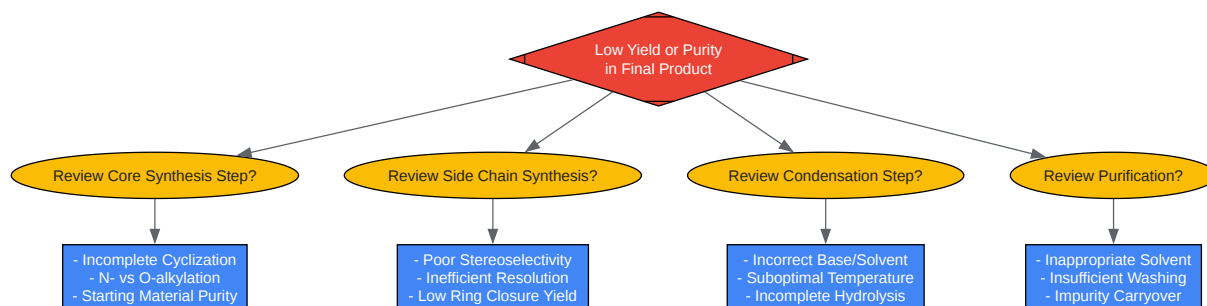 Low Yield or Purity
in Final Product
Review Core Synthesis Step?
Review Side Chain Synthesis?
Review Condensation Step?
Review Purification?
- Incomplete Cyclization
- N- vs O-alkylation
- Starting Material Purity
- Poor Stereoselectivity
- Inefficient Resolution
- Low Ring Closure Yield
- Incorrect Base/Solvent
- Suboptimal Temperature
- Incomplete Hydrolysis
- Inappropriate Solvent
- Insufficient Washing
- Impurity Carryover